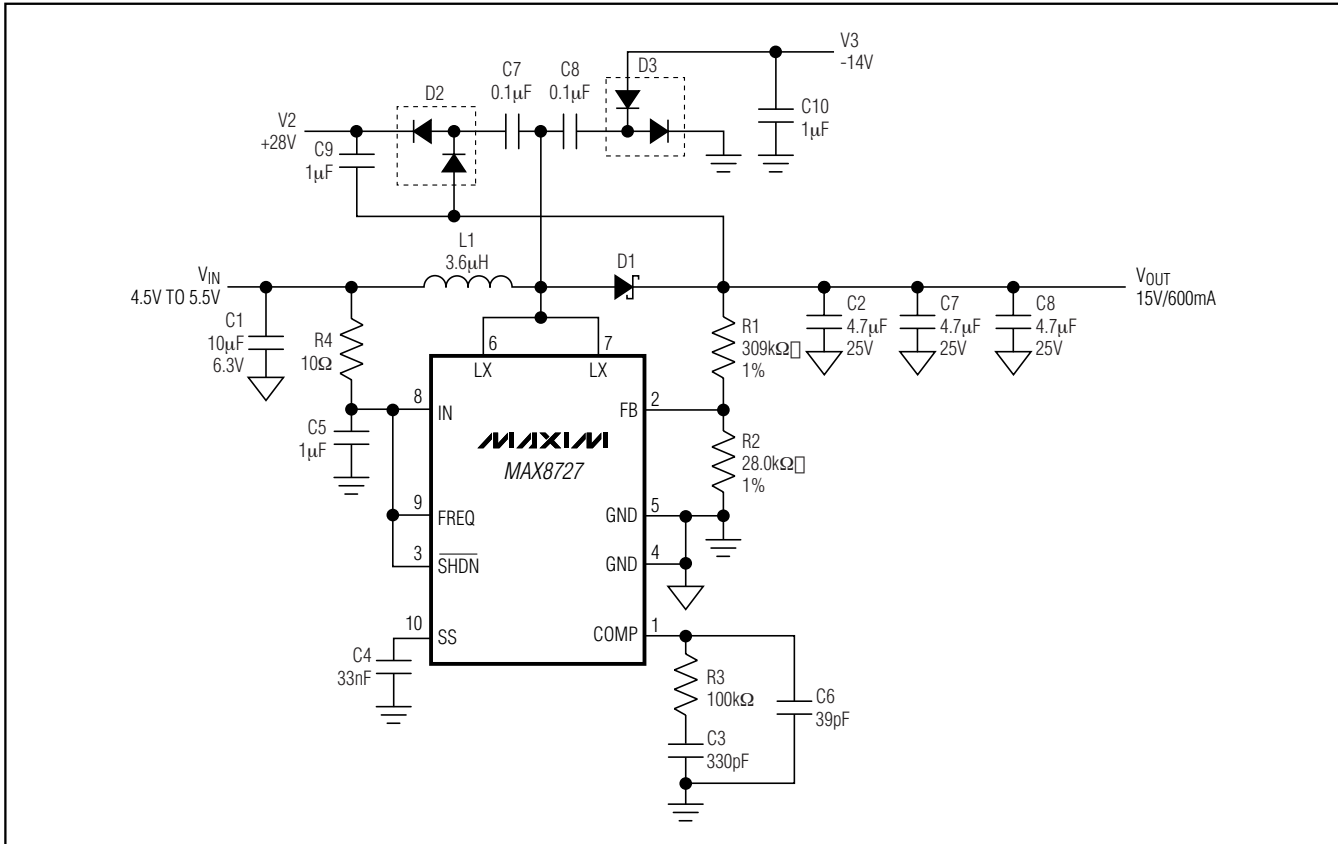 V3
-14V
C7
0.1µF
C8
0.1µF
D3
D2
C10
1µF
V2
+28V
C9
1µF
L1
3.6µH
D1
VIN
4.5V TO 5.5V
VOUT
15V/600mA
C1
10µF
6.3V
R4
10Ω
C2
4.7µF
25V
C7
4.7µF
25V
C8
4.7µF
25V
R1
309kΩ▯
1%
6
7
LX
LX
8
IN
2
FB
C5
1µF
MAXIM
MAX8727
R2
28.0kΩ▯
1%
9
FREQ
5
GND
3
SHDN
4
GND
10
SS
1
COMP
C4
33nF
R3
100kΩ
C6
39pF
C3
330pF